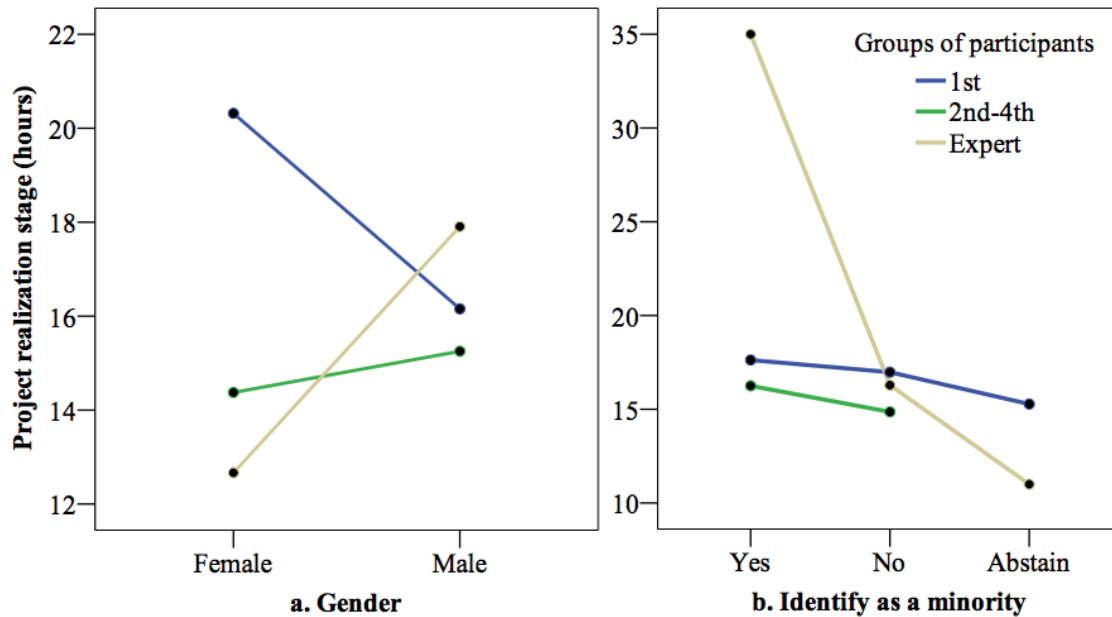 Project realization stage (hours)
22
20
18
16
14
12
Female
Male
a. Gender
35
30
25
20
15
10
Groups of participants
1st
2nd-4th
Expert
Yes
No
Abstain
b. Identify as a minority